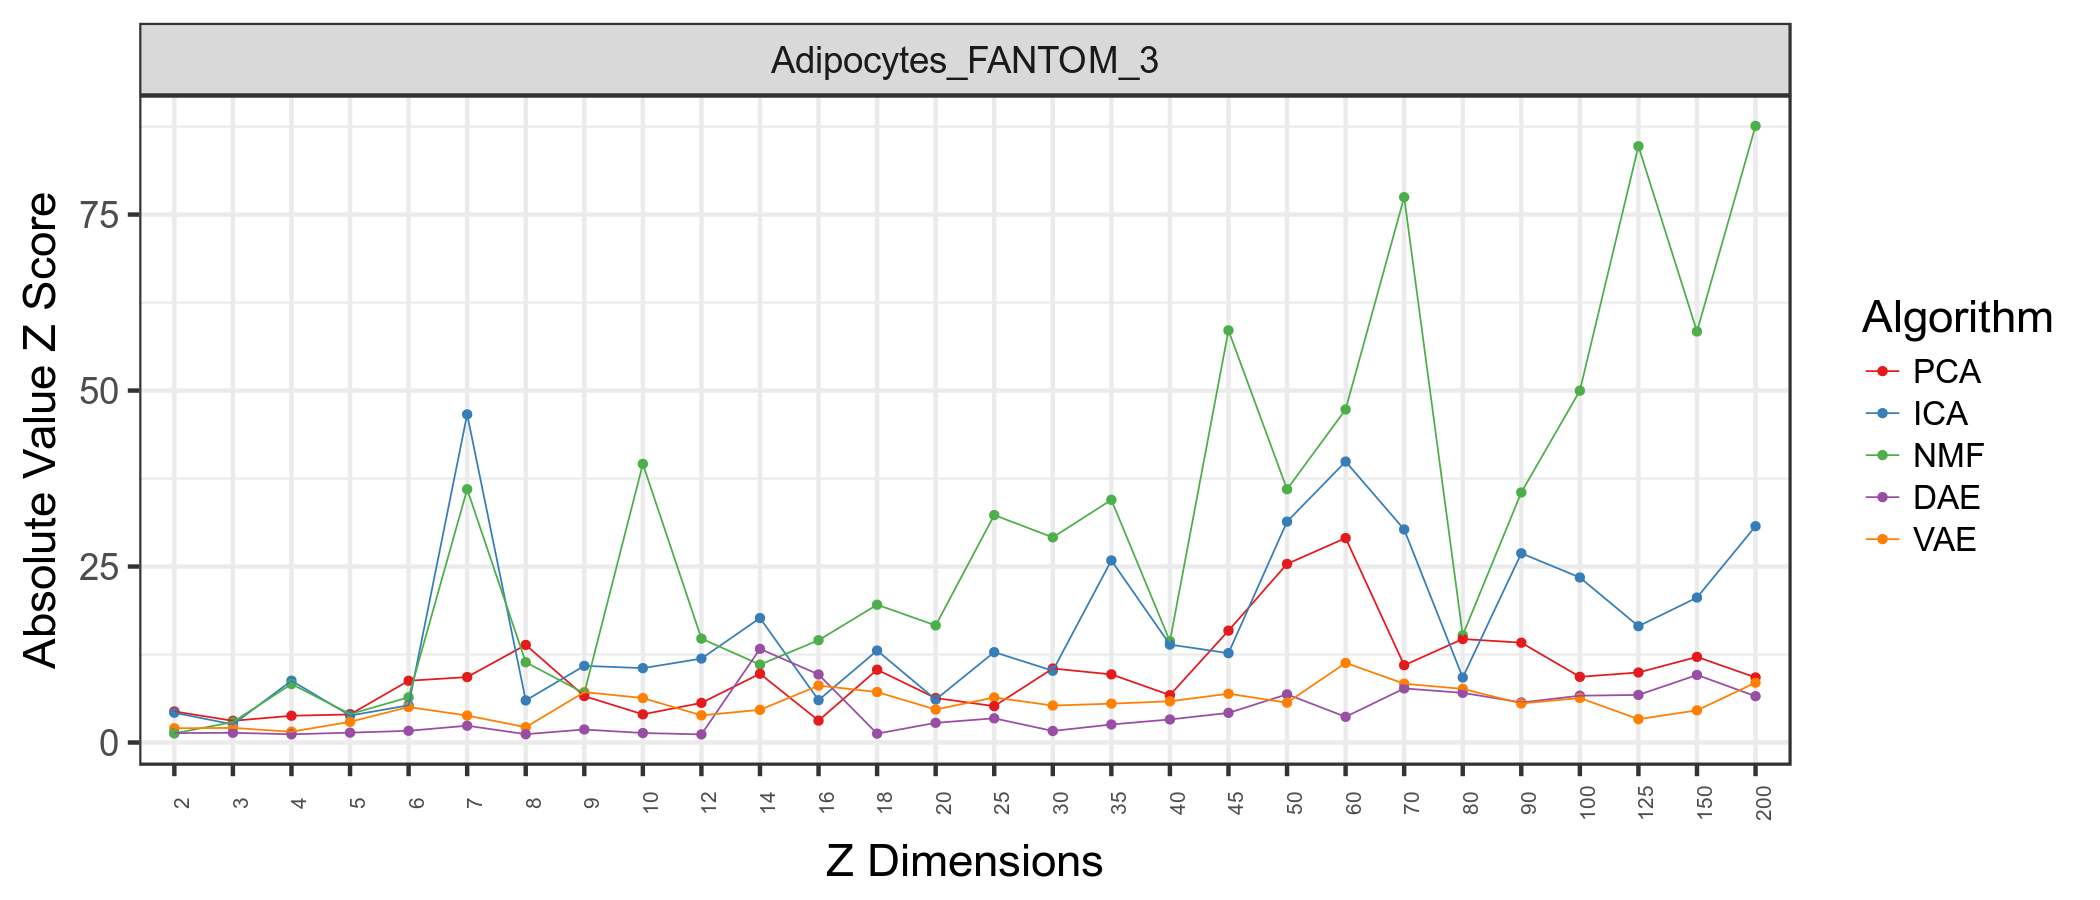 Adipocytes_FANTOM_3
Absolute Value Z Score
75
50
25
0
2 3 4 5 6 7 8 9 10 12 14 16 18 20 25 30 35 40 45 50 60 70 80 90 100 125 150 200
Z Dimensions
Algorithm
PCA
ICA
NMF
DAE
VAE